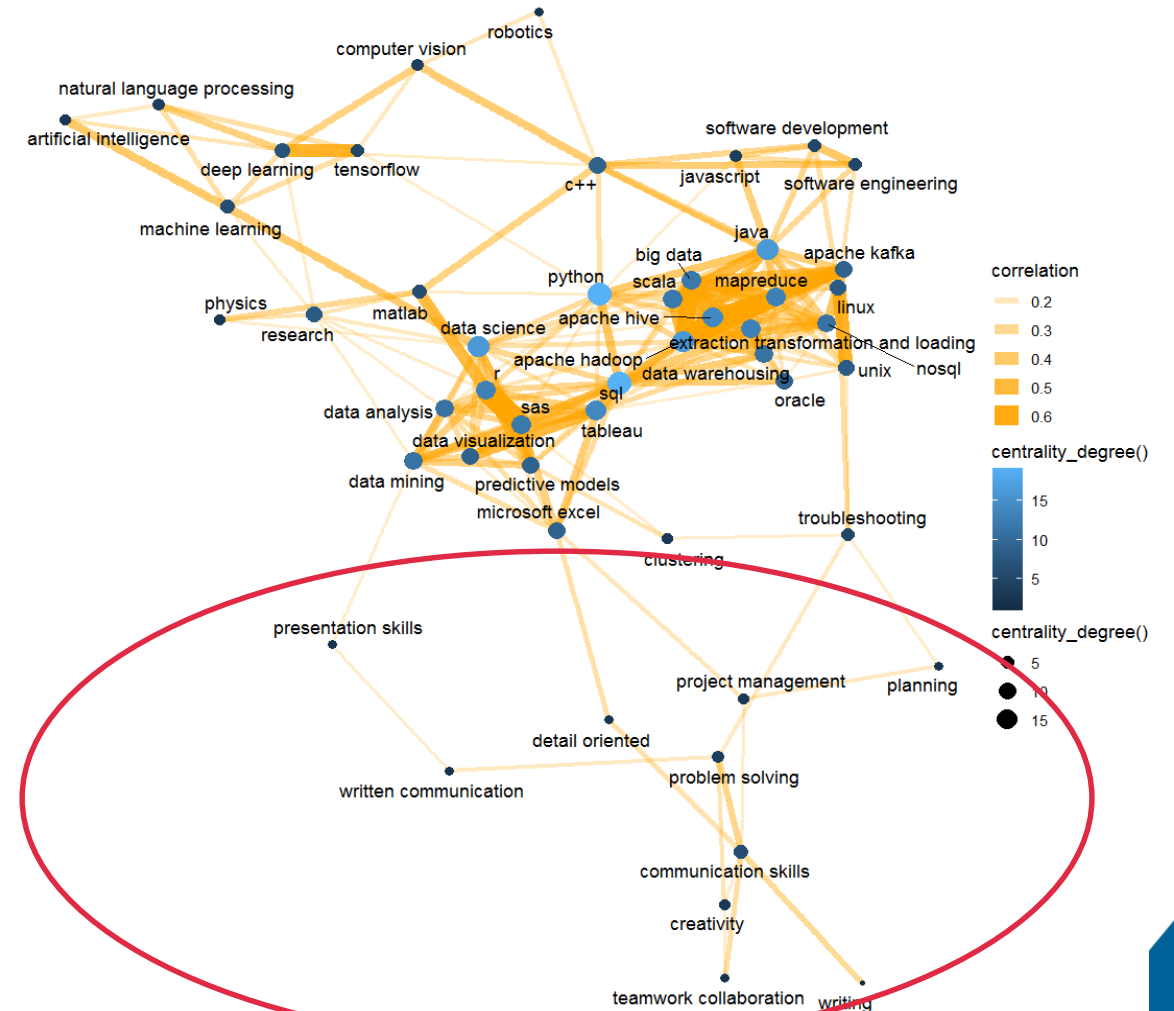 robotics
computer vision
natural language processing
artificial intelligence
deep learning
tensorflow
machine learning
c++
software development
javascript
software engineering
java
apache kafka
big data
scala
mapreduce
python
linux
apache hive
physics
research
matlab
data science
extraction transformation and loading
apache hadoop
data warehousing
nosql
unix
oracle
r
sql
sas
data analysis
tableau
data visualization
data mining
predictive models
microsoft excel
clustering
troubleshooting
presentation skills
project management
planning
detail oriented
problem solving
written communication
communication skills
creativity
teamwork collaboration
writing
correlation
0.2
0.3
0.4
0.5
0.6
centrality_degree()
15
10
5
centrality_degree()
5
10
15